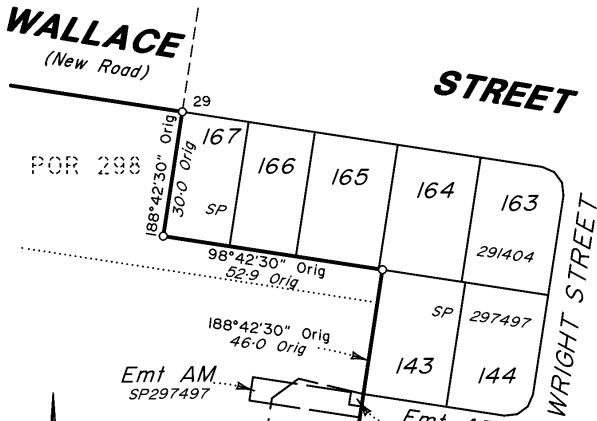 WALLACE
(New Road)
STREET
29
188°42'30" Orig
30·0 Orig
167
166
165
164
163
POR 298
SP
291404
98°42'30" Orig
52·9 Orig
WRIGHT STREET
SP 297497
188°42'30" Orig
46·0 Orig
143
144
Emt AM
SP297497
Emt